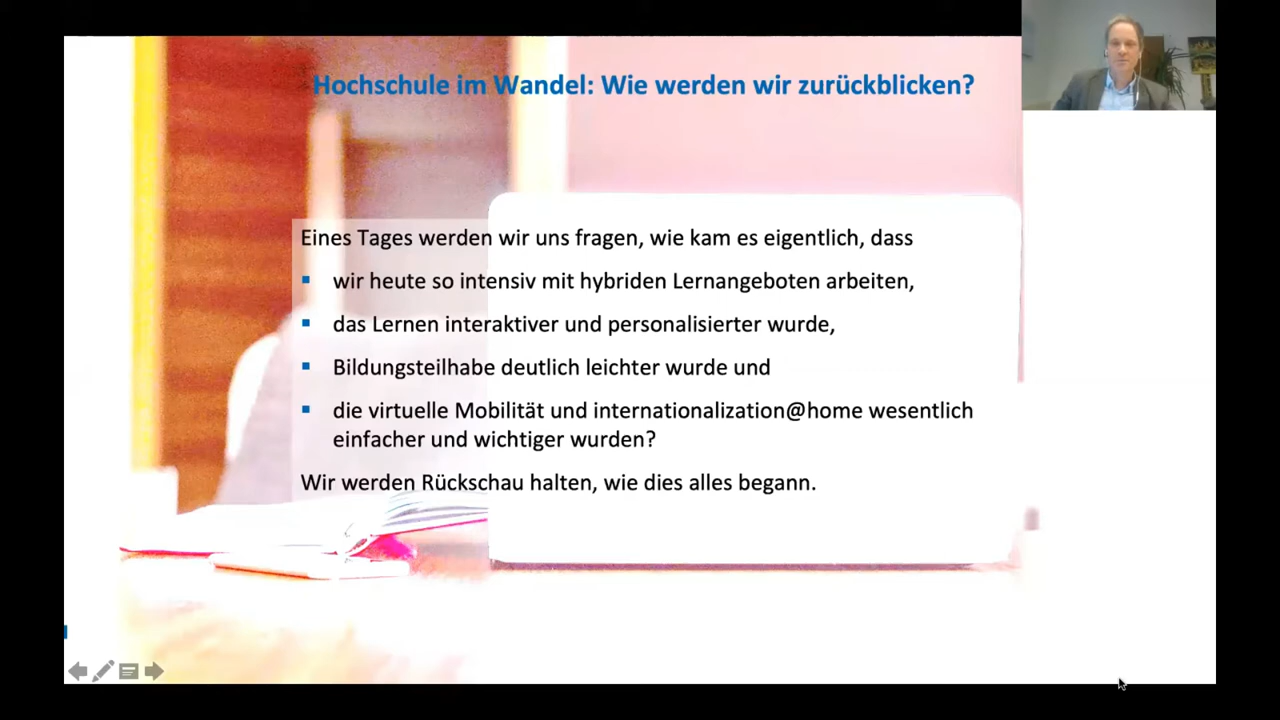 Hochschule im Wandel: Wie werden wir zurückblicken?
Eines Tages werden wir uns fragen, wie kam es eigentlich, dass
▪ wir heute so intensiv mit hybriden Lernangeboten arbeiten,
▪ das Lernen interaktiver und personalisierter wurde,
▪ Bildungsteilhabe deutlich leichter wurde und
▪ die virtuelle Mobilität und internationalization@home wesentlich
einfacher und wichtiger wurden?
Wir werden Rückschau halten, wie dies alles begann.